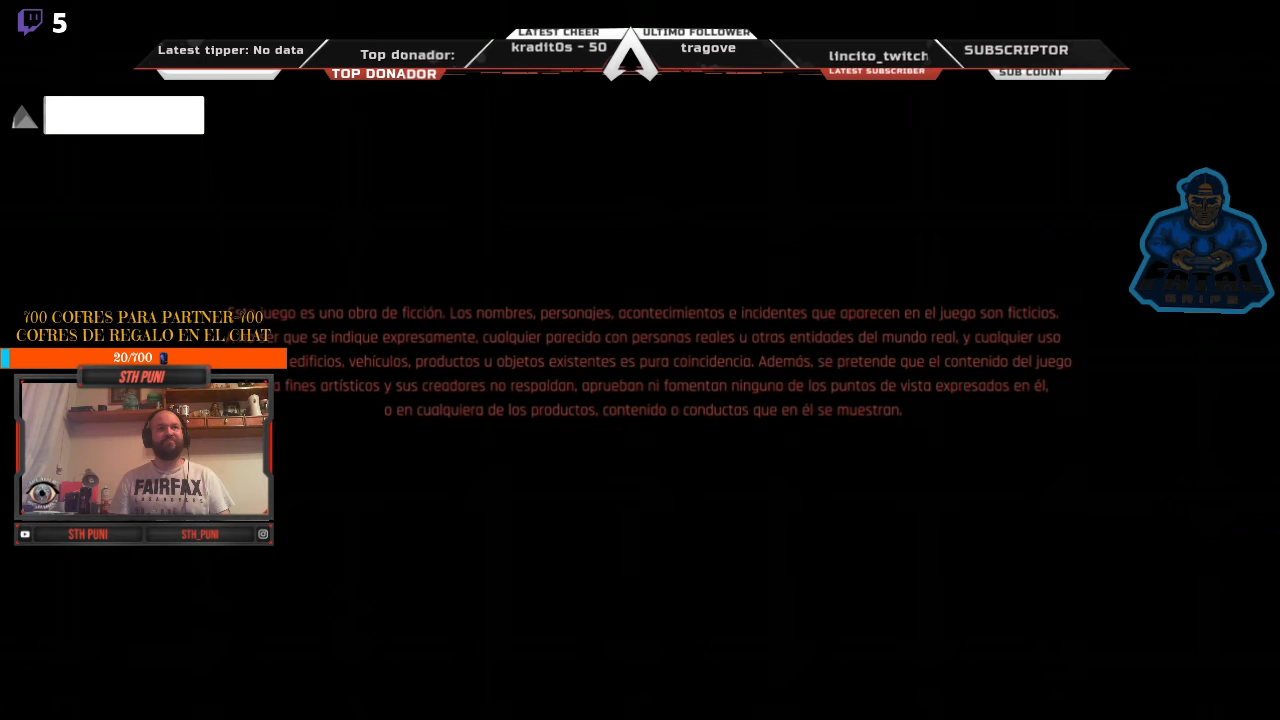 5
LATEST CHEER
ULTIMO FOLLOWER
Latest tipper: No data
Top donador:
kradit0s - 50
tragove
lincito_twitch
SUBSCRIPTOR
TOP DONADOR
LATEST SUBSCRIBER
SUB COUNT
juego es una obra de ficción. Los nombres, personajes, acontecimientos e incidentes que aparecen en el juego son ficticios.
que se indique expresamente, cualquier parecido con personas reales u otras entidades del mundo real, y cualquier uso
edificios, vehículos, productos u objetos existentes es pura coincidencia. Además, se pretende que el contenido del juego
a fines artísticos y sus creadores no respaldan, aprueban ni fomentan ninguno de los puntos de vista expresados en él,
o en cualquiera de los productos, contenido o conductas que en él se muestran.
700 COFRES PARA PARTNER 700
COFRES DE REGALO EN EL CHAT
20/700
STH PUNI
FAIRFAX
STH PUNI
STH_PUNI